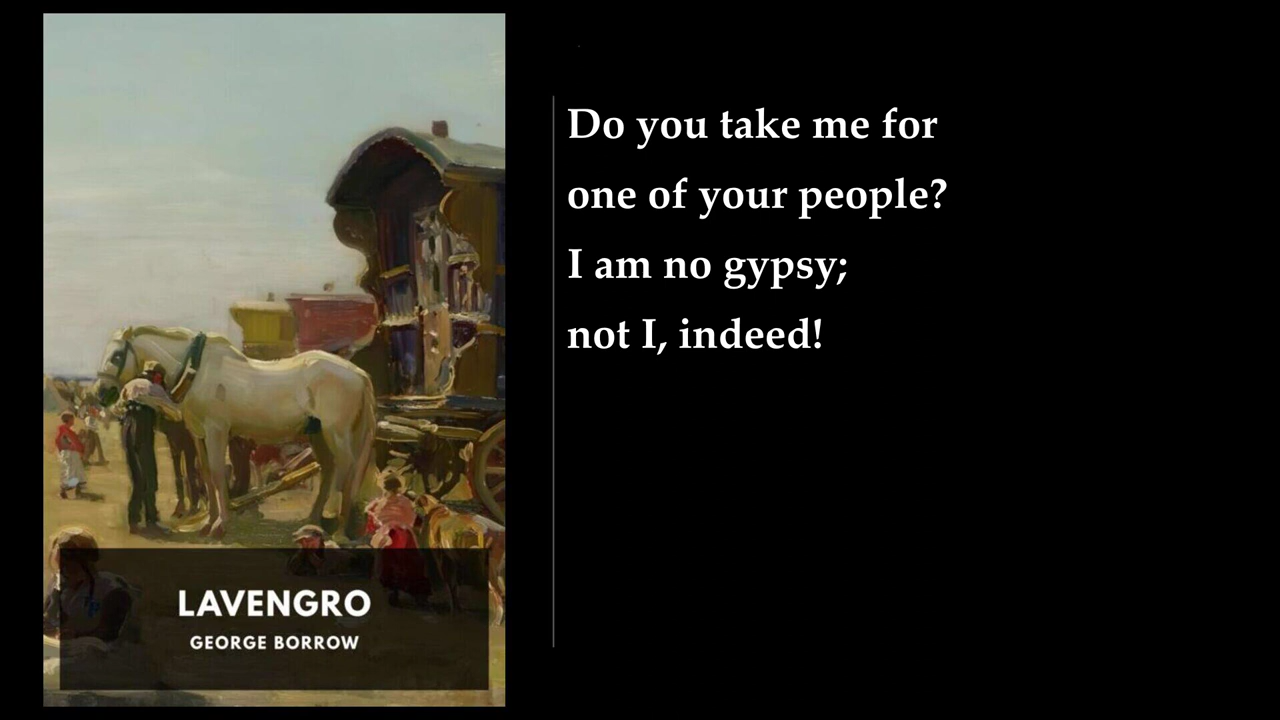 Do you take me for
one of your people?
I am no gypsy;
not I, indeed!
LAVENGRO
GEORGE BORROW